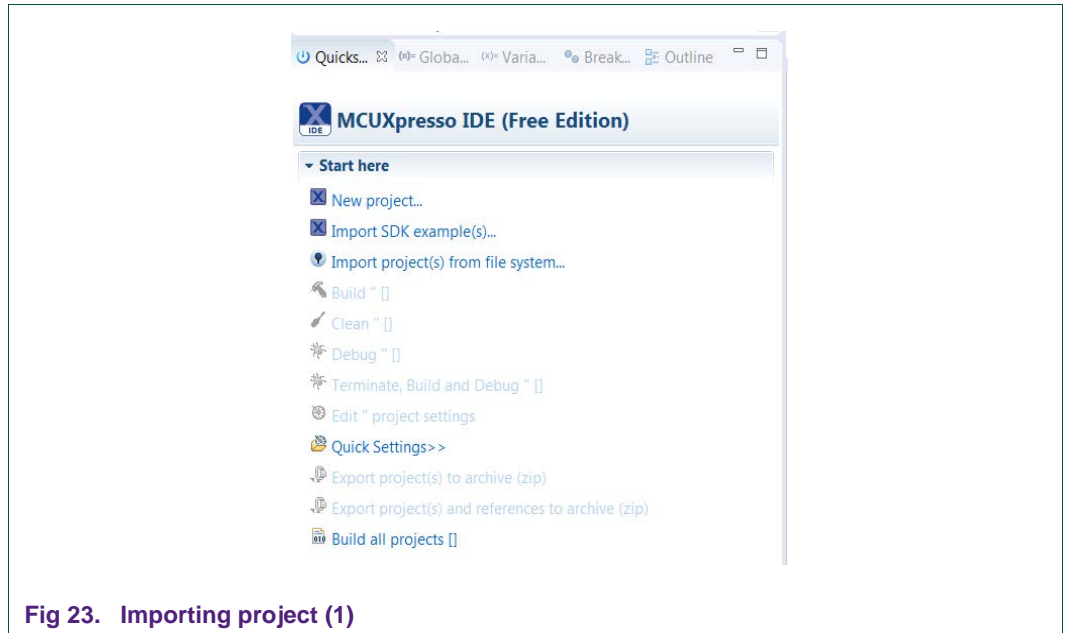 Quicks... (x)= Globa... (x)= Varia... Break... Outline
IDE MCUXpresso IDE (Free Edition)
Start here
New project...
Import SDK example(s)...
Import project(s) from file system...
Build '' []
Clean '' []
Debug '' []
Terminate, Build and Debug '' []
Edit '' project settings
Quick Settings>>
Export project(s) to archive (zip)
Export project(s) and references to archive (zip)
Build all projects []
Fig 23. Importing project (1)